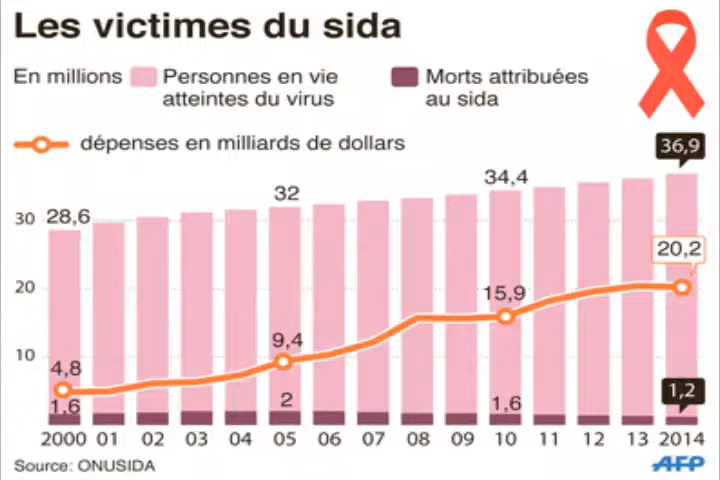 Les victimes du sida
En millions Personnes en vie Morts attribuées
atteintes du virus au sida
dépenses en milliards de dollars
36,9
34,4
32
30 28,6
20,2
20 15,9
9,4
10
4,8
1,6 2 1,6 1,2
2000 01 02 03 04 05 06 07 08 09 10 11 12 13 2014
Source: ONUSIDA AFP